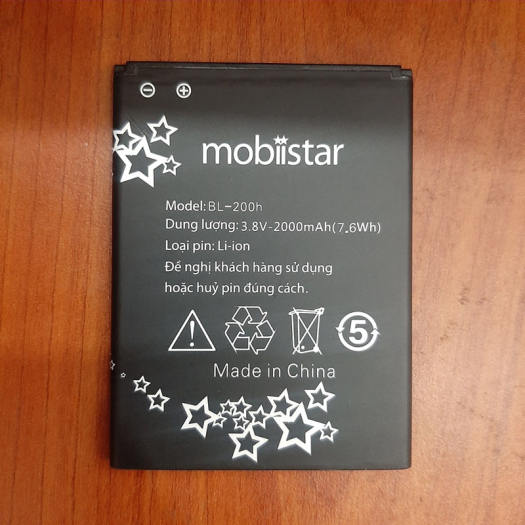 mobiistar
Model: BL-200h
Dung lượng: 3.8V-2000mAh(7.6Wh)
Loại pin: Li-ion
Đề nghị khách hàng sử dụng
hoặc huỷ pin đúng cách.
5
Made in China